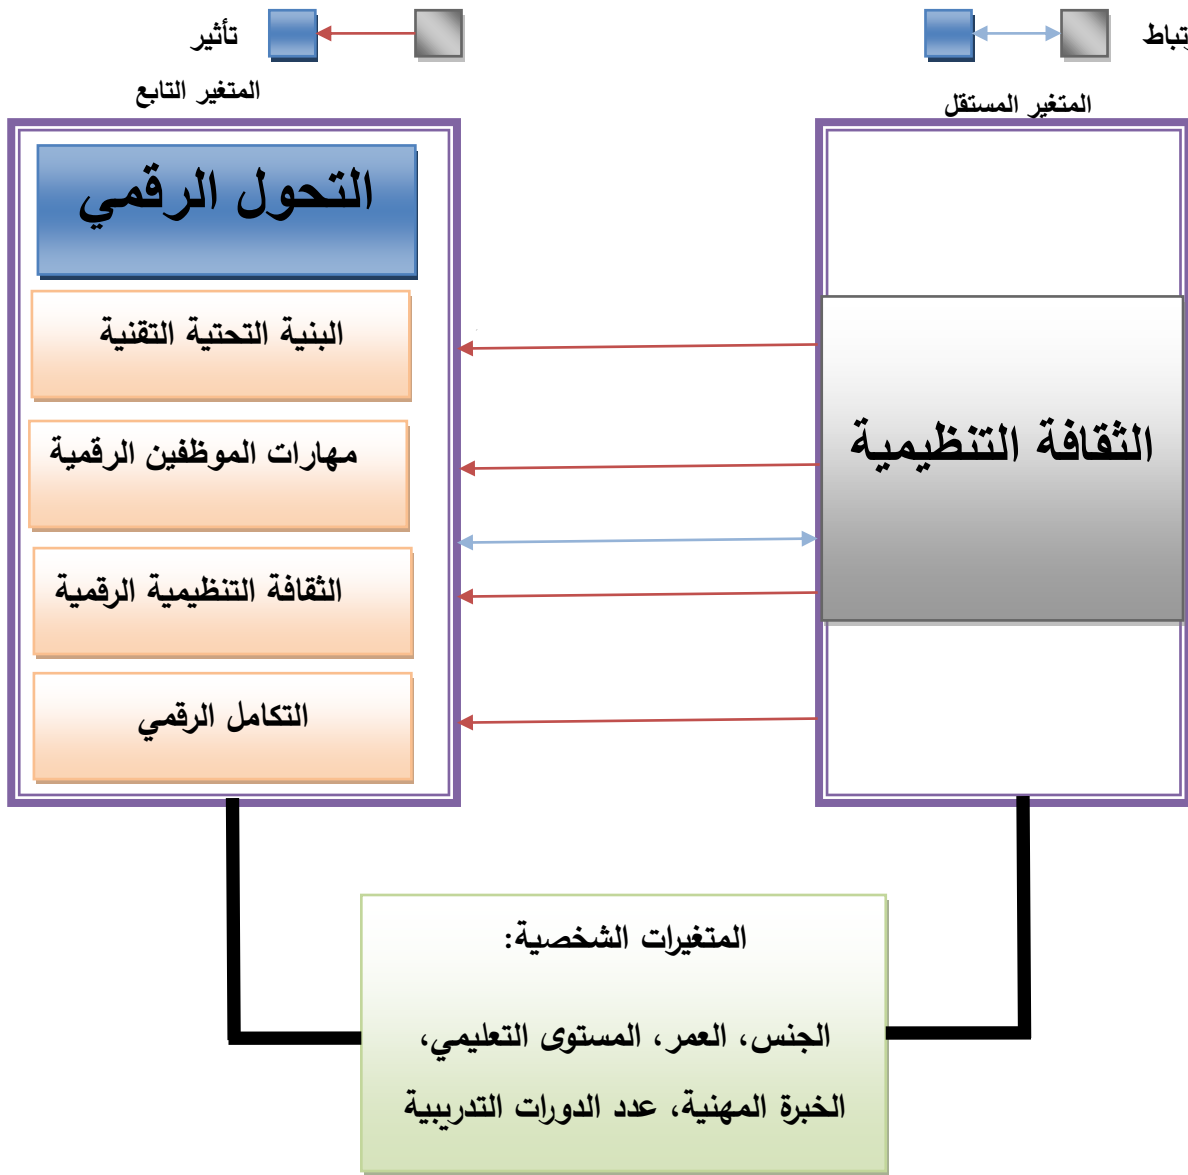 تباط
تأثير
المتغير المستقل
المتغير التابع
الثقافة التنظيمية
التحول الرقمي
البنية التحتية التقنية
مهارات الموظفين الرقمية
الثقافة التنظيمية الرقمية
التكامل الرقمي
المتغيرات الشخصية:
الجنس، العمر، المستوى التعليمي،
الخبرة المهنية، عدد الدورات التدريبية